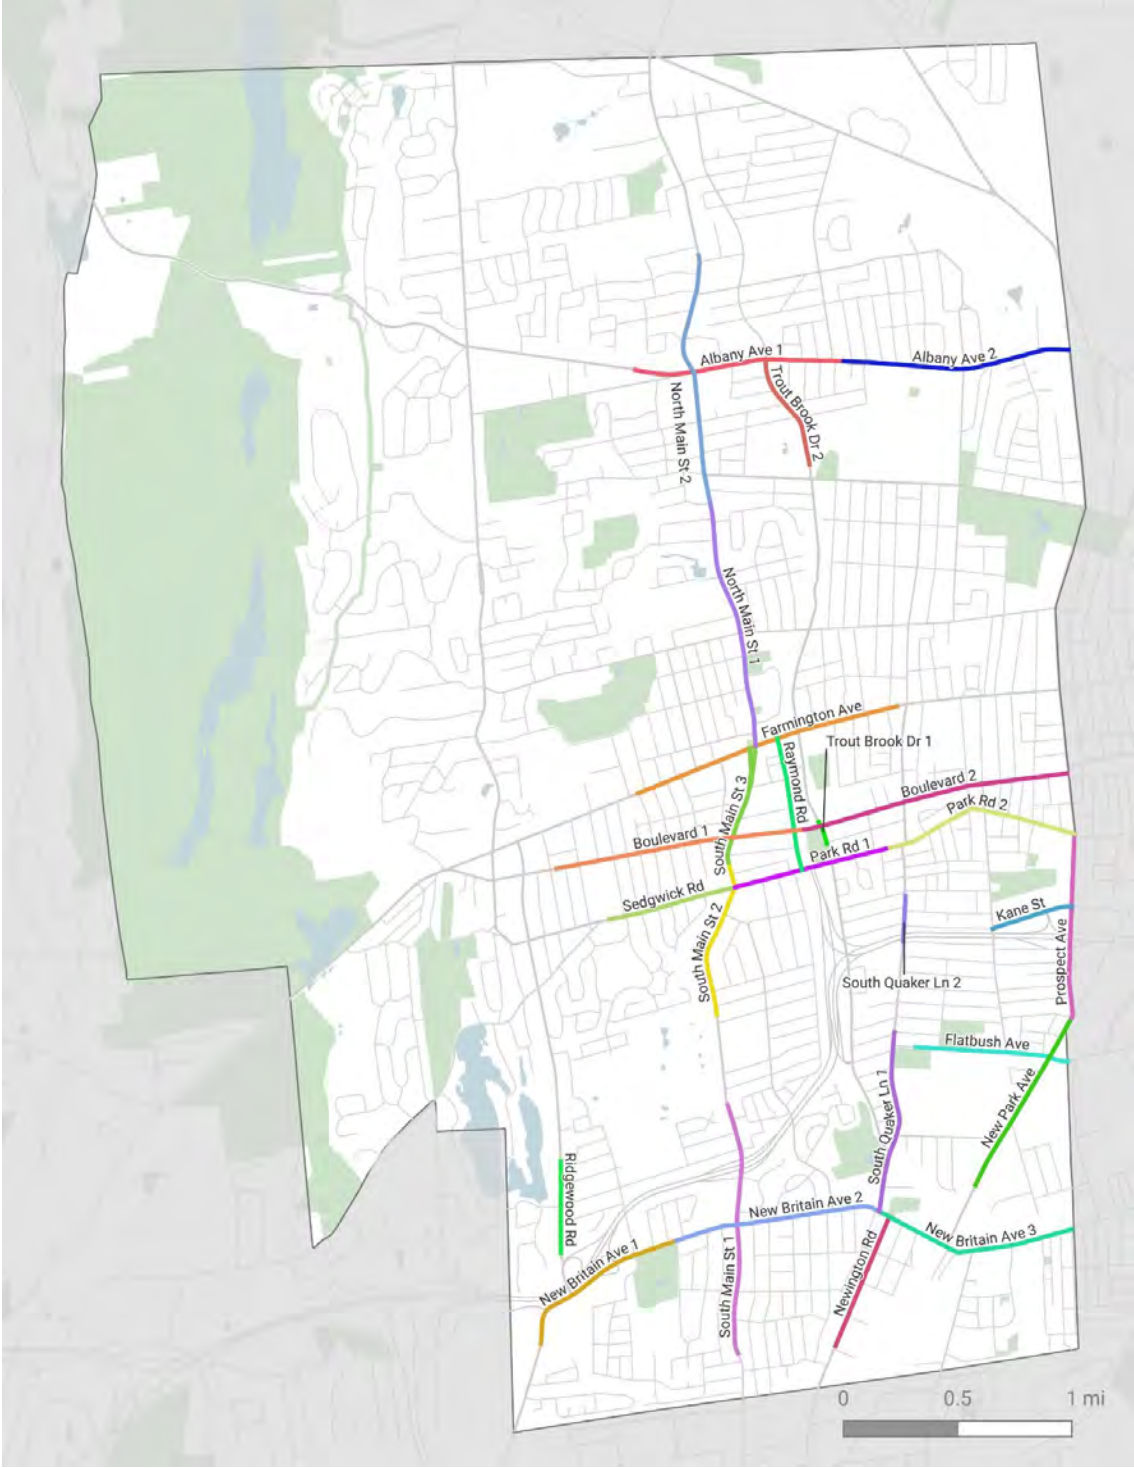 Albany Ave 1
Albany Ave 2
Trout Brook Dr 2
North Main St 2
North Main St 1
Farmington Ave
Trout Brook Dr 1
Raymond Rd
Boulevard 2
South Main St 3
Park Rd 2
Boulevard 1
Park Rd 1
Sedgwick Rd
Kane St
South Main St 2
Prospect Ave
South Quaker Ln 2
Flatbush Ave
New Park Ave
South Quaker Ln 1
Ridgewood Rd
New Britain Ave 2
New Britain Ave 3
New Britain Ave 1
South Main St 1
Newington Rd
0 0.5 1 mi